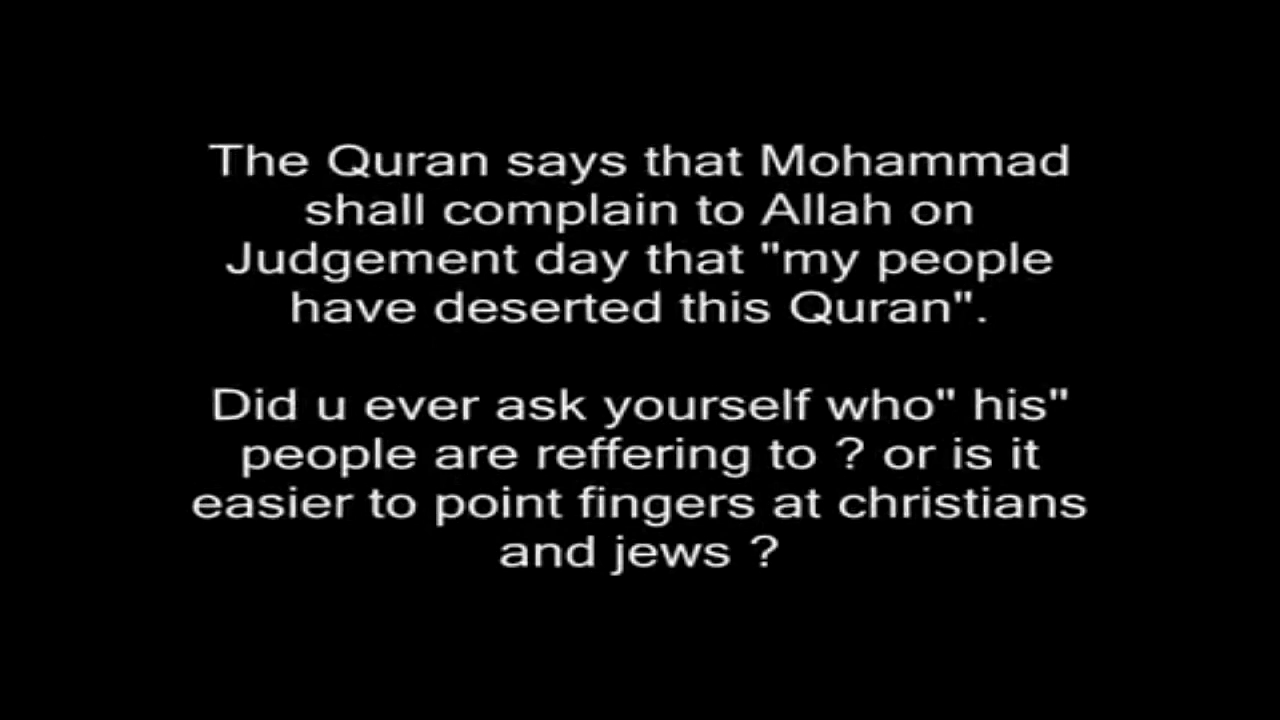 The Quran says that Mohammad
shall complain to Allah on
Judgement day that "my people
have deserted this Quran".
Did u ever ask yourself who" his"
people are reffering to ? or is it
easier to point fingers at christians
and jews ?